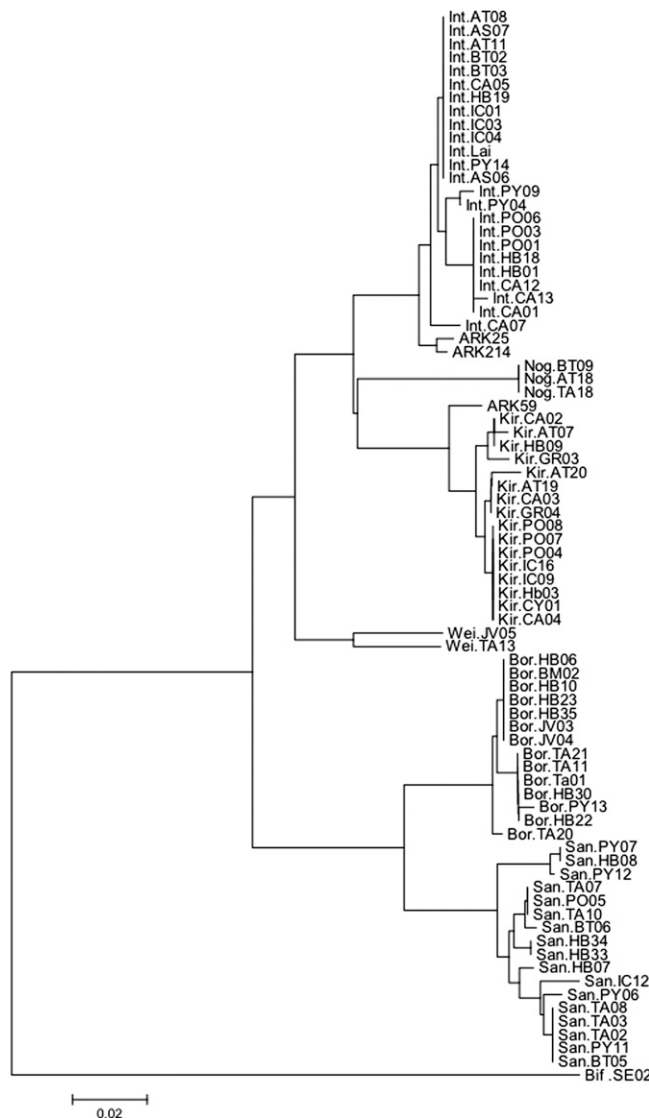 Int.AT08
Int.AS07
Int.AT11
Int.BT02
Int.BT03
Int.CA05
Int.HB19
Int.IC01
Int.IC03
Int.IC04
Int.Lai
Int.PY14
Int.AS06
Int.PY09
Int.PY04
Int.PO06
Int.PO03
Int.PO01
Int.HB18
Int.HB01
Int.CA12
Int.CA13
Int.CA01
Int.CA07
ARK25
ARK214
Nog.BT09
Nog.AT18
Nog.TA18
ARK59
Kir.CA02
Kir.AT07
Kir.HB09
Kir.GR03
Kir.AT20
Kir.AT19
Kir.CA03
Kir.GR04
Kir.PO08
Kir.PO07
Kir.PO04
Kir.IC16
Kir.IC09
Kir.Hb03
Kir.CY01
Kir.CA04
Wei.JV05
Wei.TA13
Bor.HB06
Bor.BM02
Bor.HB10
Bor.HB23
Bor.HB35
Bor.JV03
Bor.JV04
Bor.TA21
Bor.TA11
Bor.Ta01
Bor.HB30
Bor.PY13
Bor.HB22
Bor.TA20
San.PY07
San.HB08
San.PY12
San.TA07
San.PO05
San.TA10
San.BT06
San.HB34
San.HB33
San.HB07
San.IC12
San.PY06
San.TA08
San.TA03
San.TA02
San.PY11
San.BT05
Bif .SE02
0.02